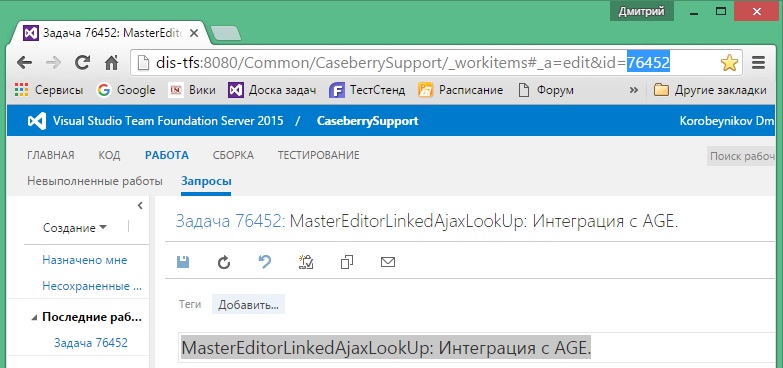 Дмитрий
Задача 76452: MasterEdit
dis-tfs:8080/Common/CaseberrySupport/_workitems#_a=edit&id=76452
Сервисы Google Вики Доска задач ТестСтенд Расписание Форум » Другие закладки
Visual Studio Team Foundation Server 2015 / CaseberrySupport Korobeynikov Dm
ГЛАВНАЯ КОД РАБОТА СБОРКА ТЕСТИРОВАНИЕ Поиск рабоч
Невыполненные работы Запросы
Создание
Назначено мне
Несохраненные ...
Последние раб...
Задача 76452
Задача 76452: MasterEditorLinkedAjaxLookUp: Интеграция с AGE.
Теги Добавить...
MasterEditorLinkedAjaxLookUp: Интеграция с AGE.